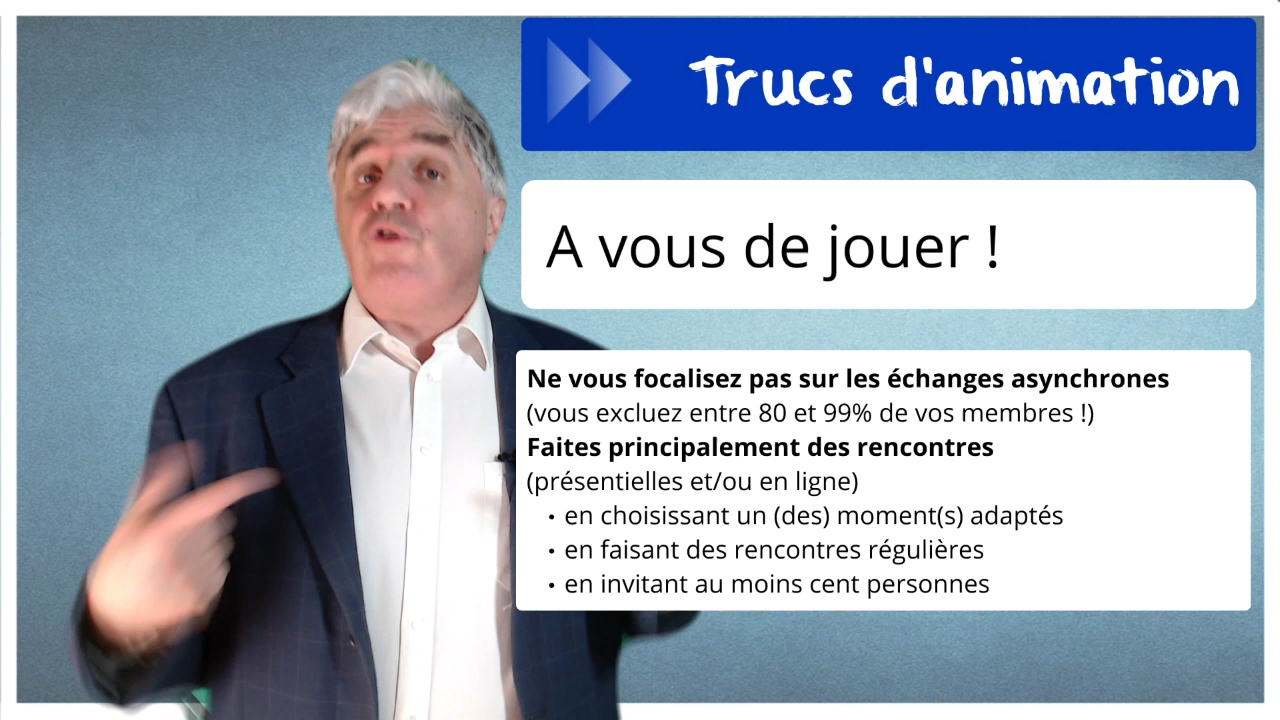 Trucs d'animation
A vous de jouer !
Ne vous focalisez pas sur les échanges asynchrones
(vous excluez entre 80 et 99% de vos membres !)
Faites principalement des rencontres
(présentielles et/ou en ligne)
• en choisissant un (des) moment(s) adaptés
• en faisant des rencontres régulières
• en invitant au moins cent personnes